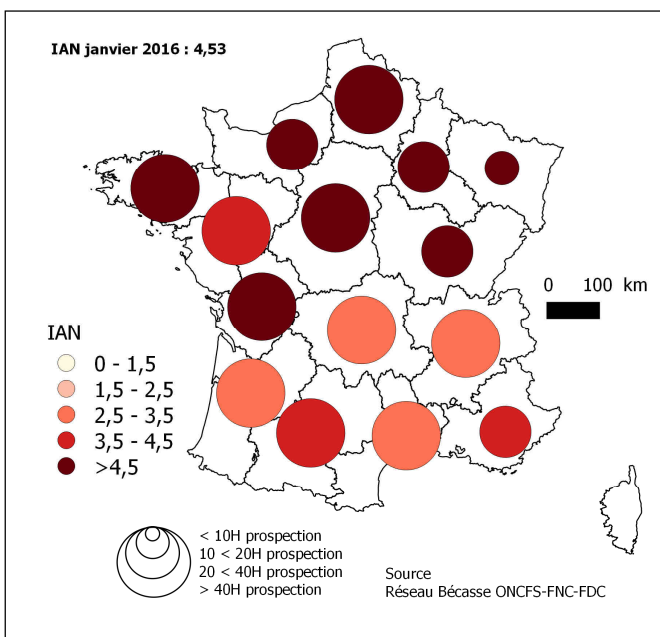 IAN janvier 2016 : 4,53
0 100 km
IAN
0 - 1,5
1,5 - 2,5
2,5 - 3,5
3,5 - 4,5
>4,5
< 10H prospection
10 < 20H prospection
20 < 40H prospection
> 40H prospection
Source
Réseau Bécasse ONCFS-FNC-FDC